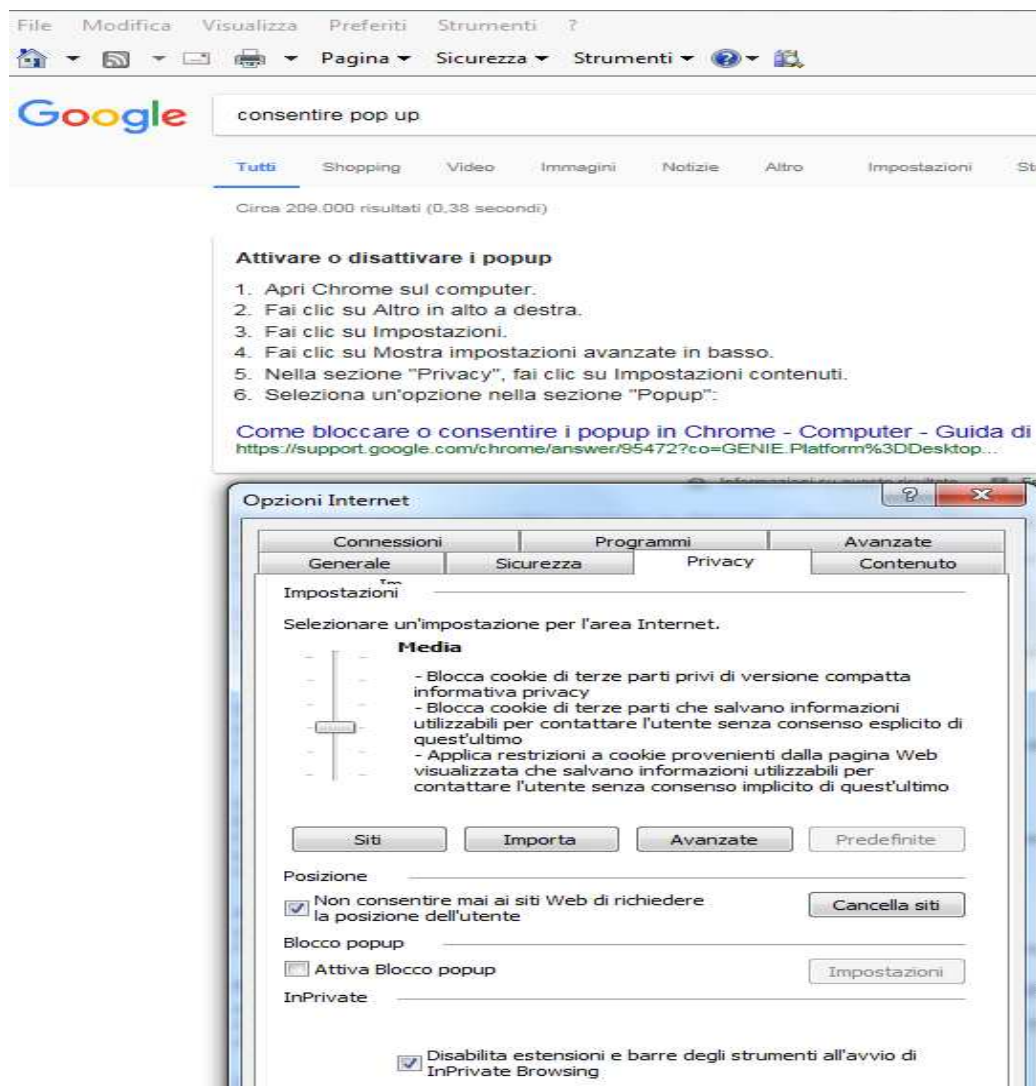 File Modifica Visualizza Preferiti Strumenti ?
Pagina Sicurezza Strumenti
Google consentire pop up
Tutti Shopping Video Immagini Notizie Altro Impostazioni
Circa 209.000 risultati (0,38 secondi)
Attivare o disattivare i popup
1. Apri Chrome sul computer.
2. Fai clic su Altro in alto a destra.
3. Fai clic su Impostazioni.
4. Fai clic su Mostra impostazioni avanzate in basso.
5. Nella sezione "Privacy", fai clic su Impostazioni contenuti.
6. Seleziona un'opzione nella sezione "Popup":
Come bloccare o consentire i popup in Chrome - Computer - Guida di
https://support.google.com/chrome/answer/95472?co=GENIE.Platform%3DDesktop...
Opzioni Internet ?
Connessioni Programmi Avanzate
Generale Sicurezza Privacy Contenuto
Impostazioni
Selezionare un'impostazione per l'area Internet.
Media
- Blocca cookie di terze parti privi di versione compatta
informativa privacy
- Blocca cookie di terze parti che salvano informazioni
utilizzabili per contattare l'utente senza consenso esplicito di
quest'ultimo
- Applica restrizioni a cookie provenienti dalla pagina Web
visualizzata che salvano informazioni utilizzabili per
contattare l'utente senza consenso implicito di quest'ultimo
Siti Importa Avanzate Predefinite
Posizione
Non consentire mai ai siti Web di richiedere
la posizione dell'utente
Cancella siti
Blocco popup
Attiva Blocco popup Impostazioni
InPrivate
Disabilita estensioni e barre degli strumenti all'avvio di
InPrivate Browsing